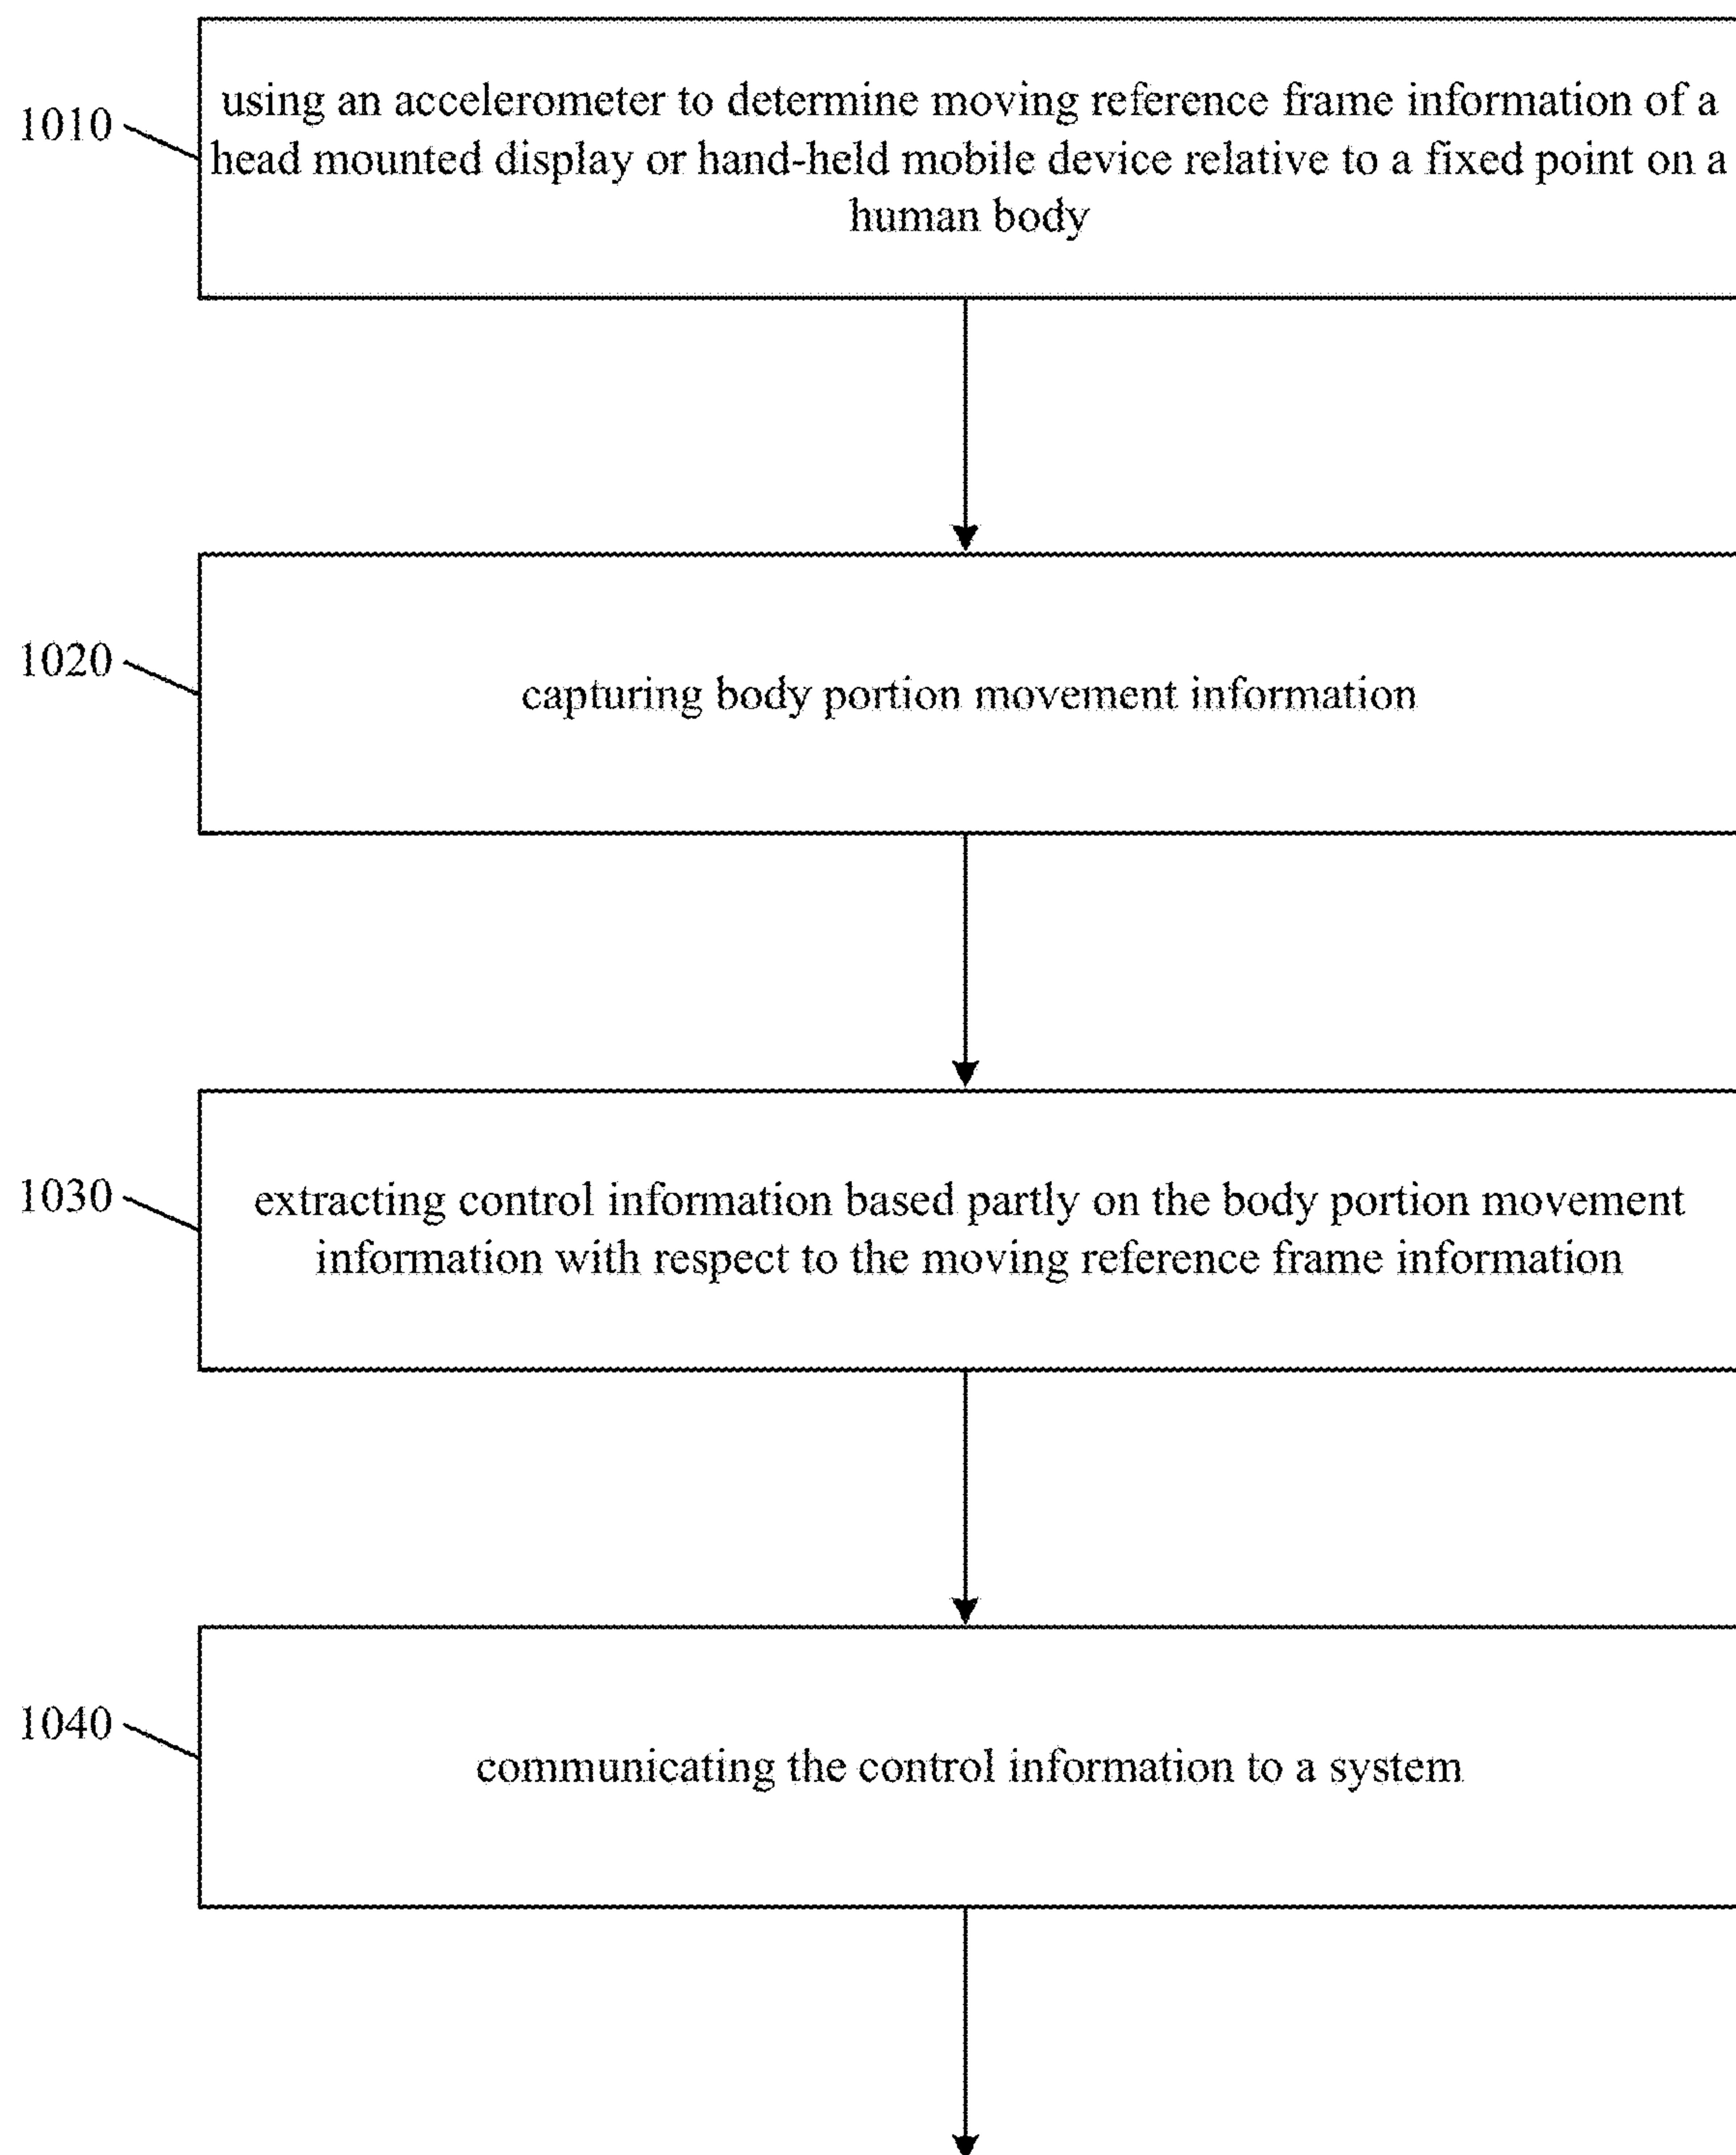 1010
using an accelerometer to determine moving reference frame information of a
head mounted display or hand-held mobile device relative to a fixed point on a
human body
1020
capturing body portion movement information
1030
extracting control information based partly on the body portion movement
information with respect to the moving reference frame information
1040
communicating the control information to a system